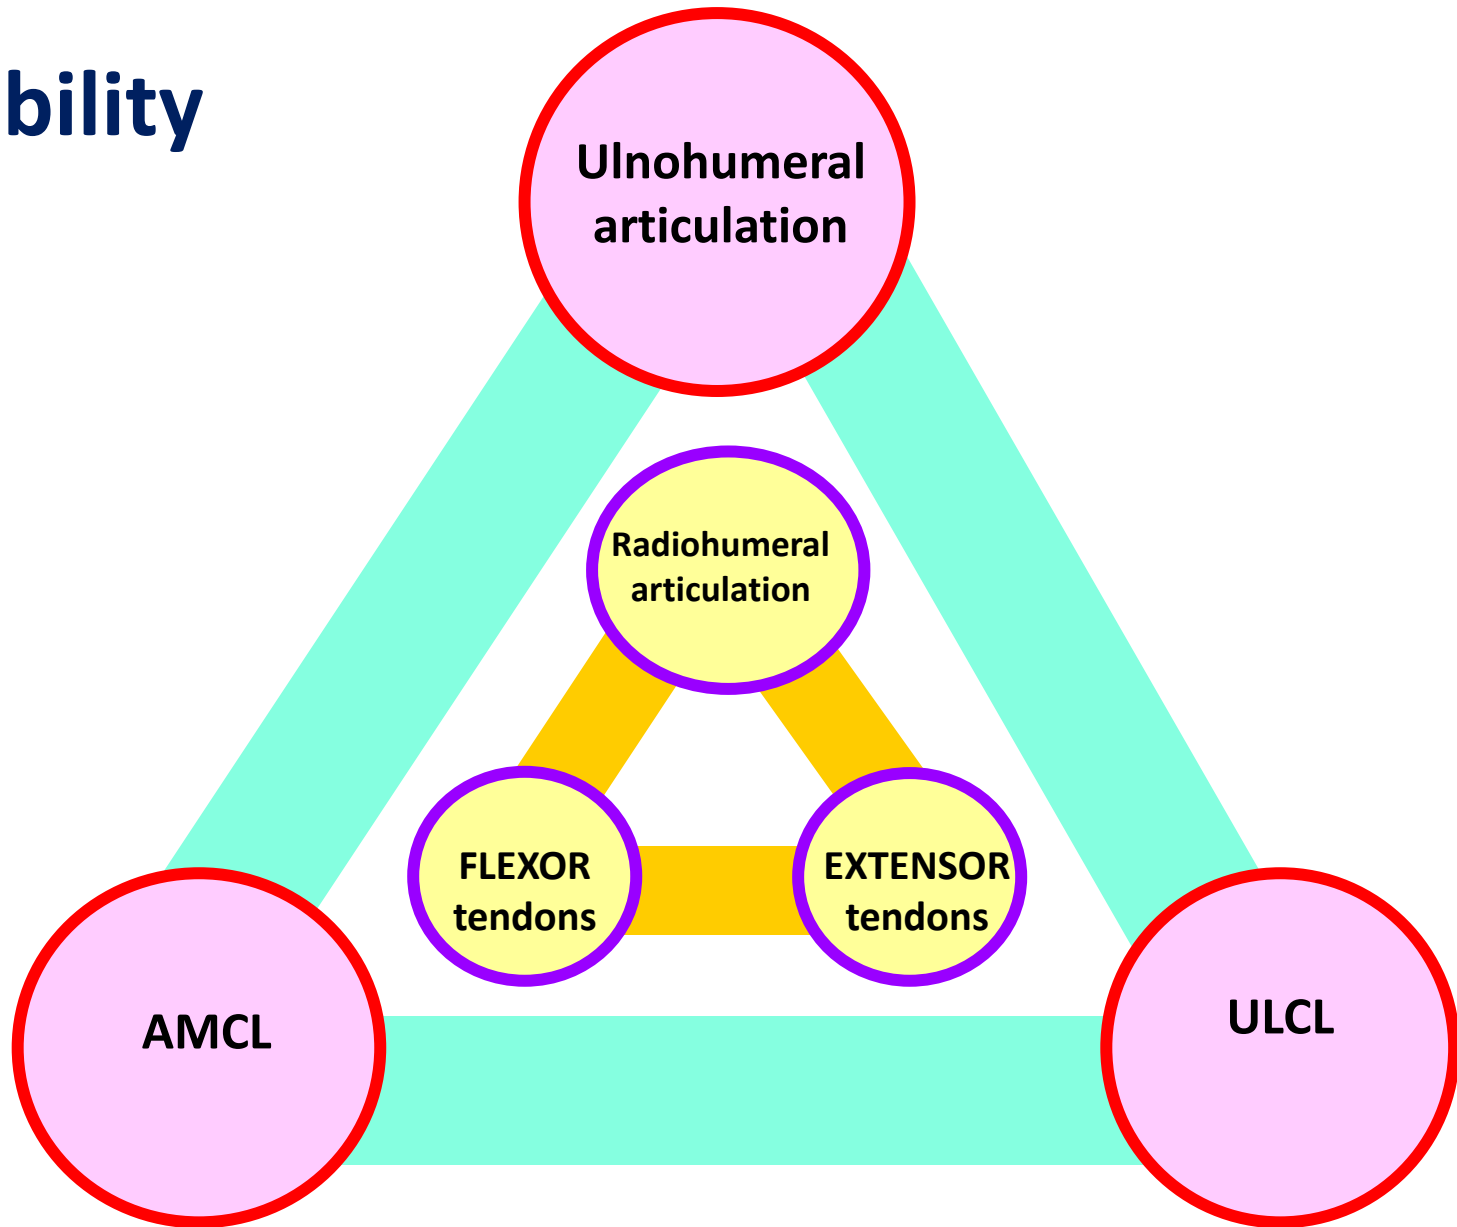 bility
Ulnohumeral
articulation
Radiohumeral
articulation
FLEXOR
tendons
EXTENSOR
tendons
AMCL
ULCL